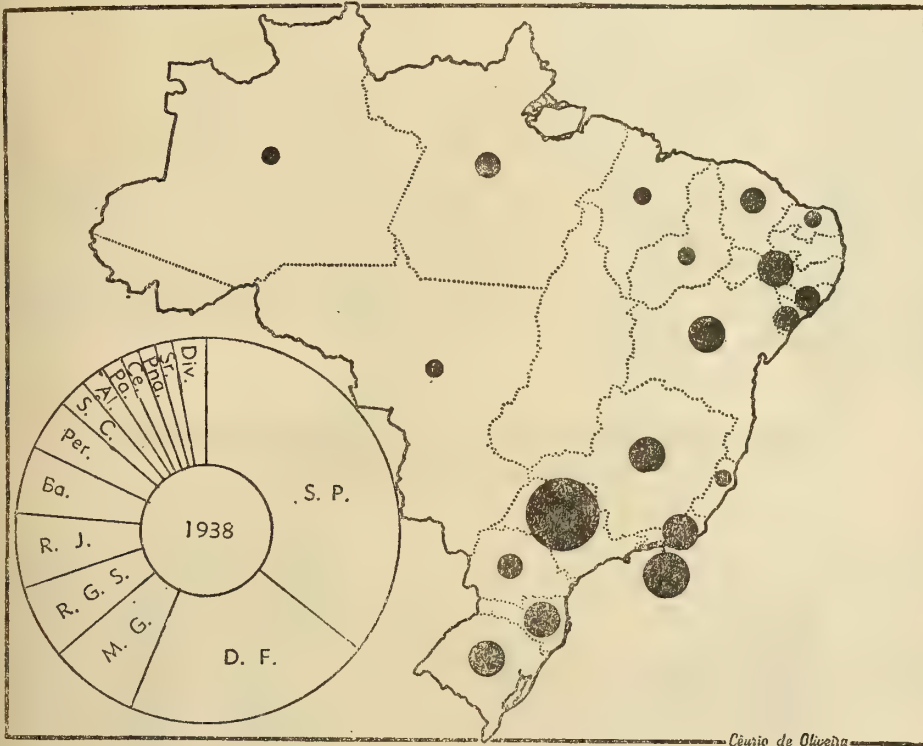 Div.
Sr.
Pna.
Ce.
Pa.
Al.
S. C.
Per.
Ba.
R. J.
R. G. S.
M. G.
D. F.
S. P.
1938
Cêurio de Oliveira